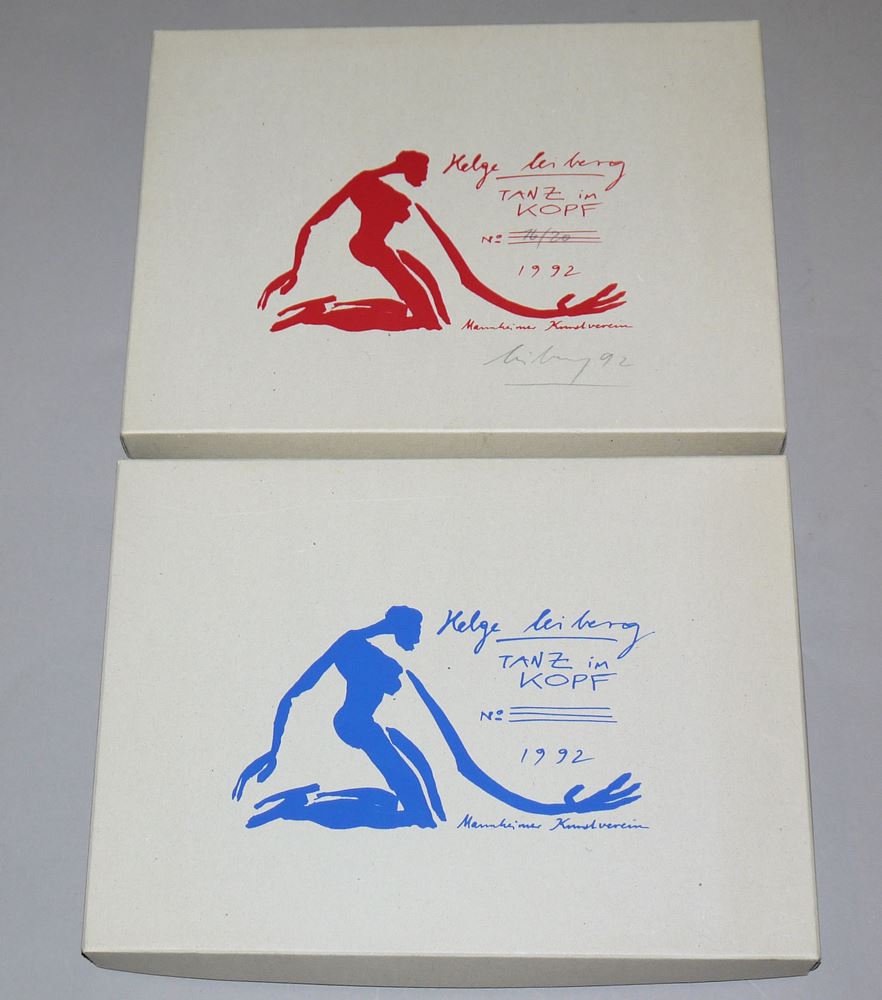 Helge Leiberg
TANZ im
KOPF
No 16/20
1992
Mannheimer Kunstverein
Leiberg 92
Helge Leiberg
TANZ im
KOPF
No
1992
Mannheimer Kunstverein